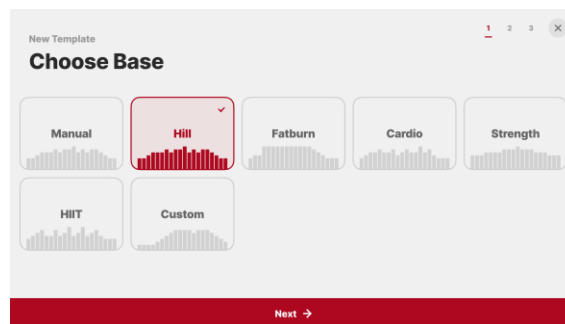 New Template
1 2 3
Choose Base
Manual
Hill
Fatburn
Cardio
Strength
HIIT
Custom
Next